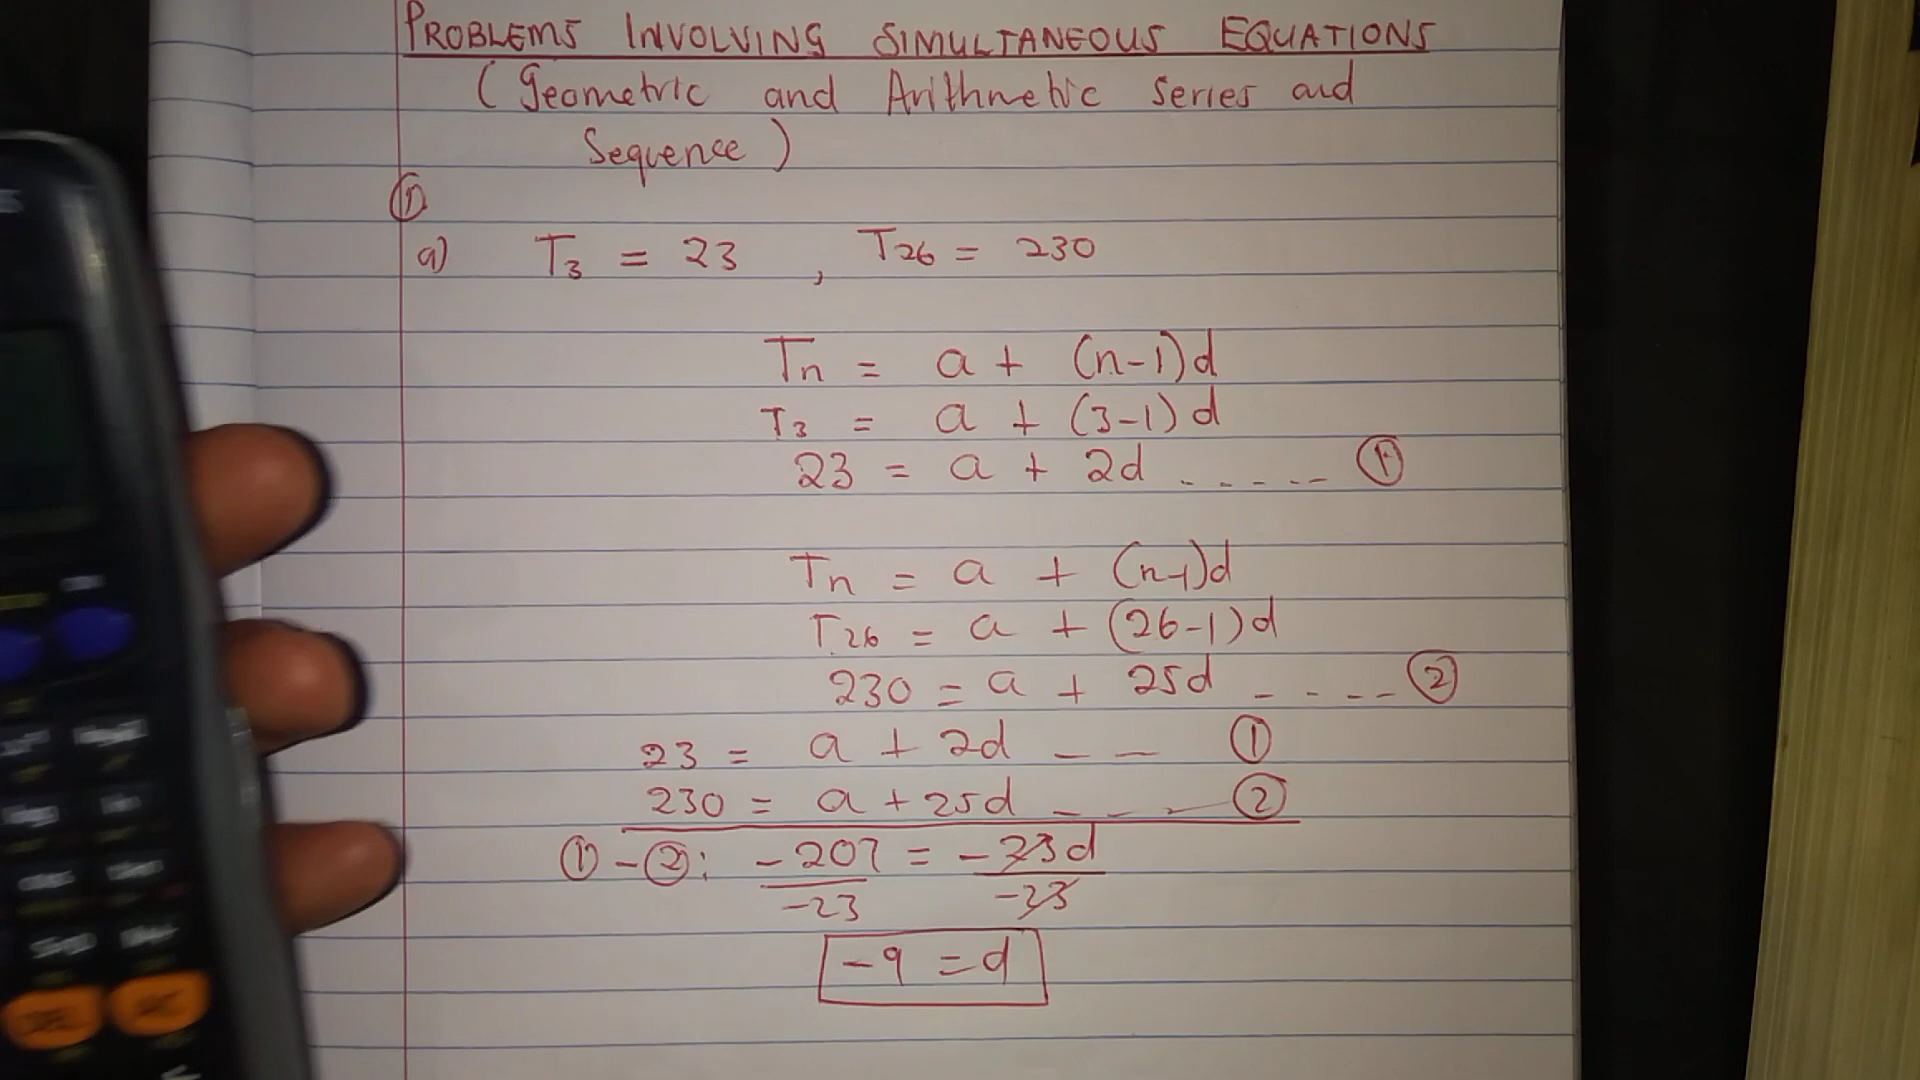 PROBLEMS INVOLVING SIMULTANEOUS EQUATIONS
(Geometric and Arithmetic series and
Sequence)
①
a) T₃ = 23 , T₂₆ = 230
Tn = a + (n-1)d
T₃ = a + (3-1)d
23 = a + 2d ----- ①
Tn = a + (n-1)d
T₂₆ = a + (26-1)d
230 = a + 25d ---- ②
23 = a + 2d -- ①
230 = a + 25d --- ②
①-②: -207 = -23d
-23 -23
-9 = d